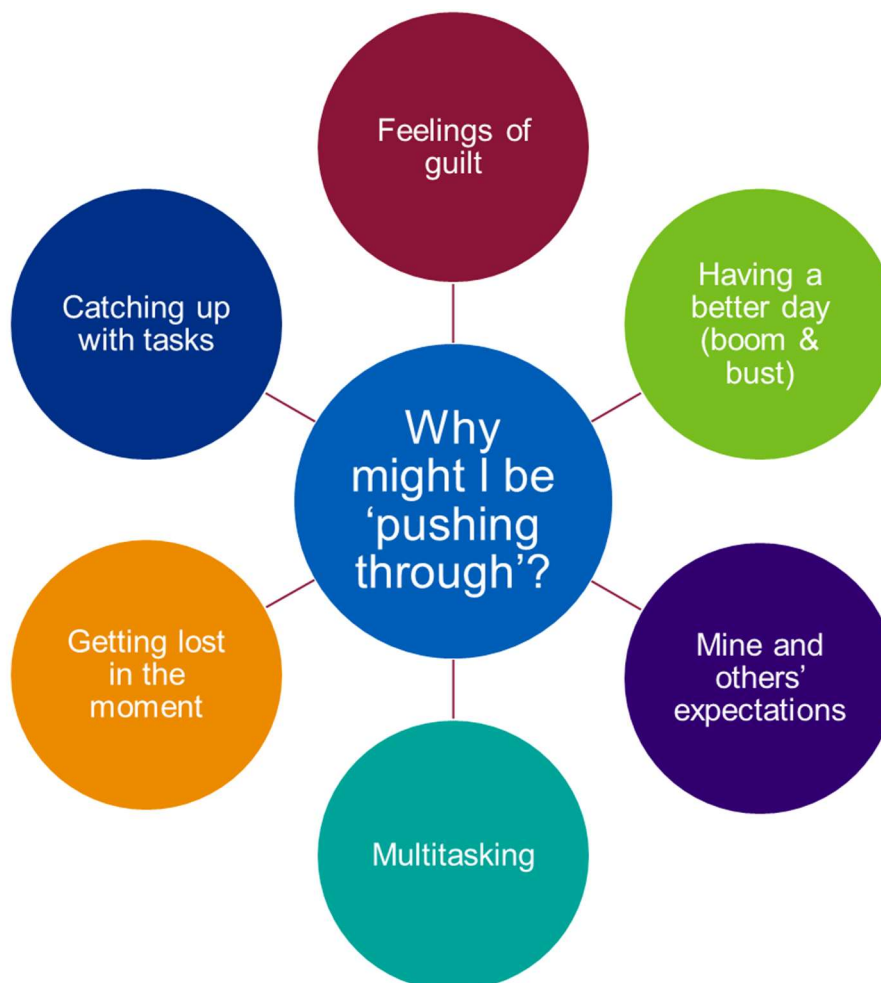 Feelings of
guilt
Having a
better day
(boom &
bust)
Mine and
others’
expectations
Multitasking
Getting lost
in the
moment
Catching up
with tasks
Why
might I be
‘pushing
through’?